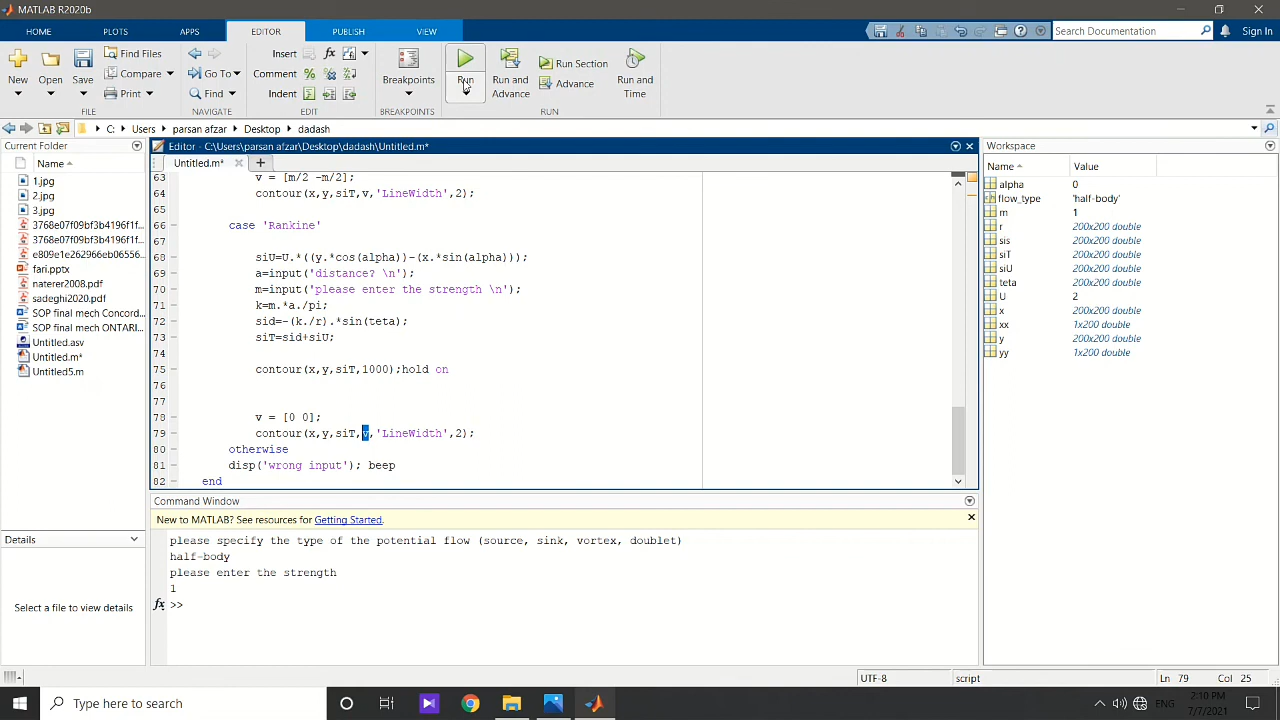 MATLAB R2020b
HOME PLOTS APPS EDITOR PUBLISH VIEW Search Documentation Sign In
New Open Save Find Files Compare Print Go To Find Insert fx Comment Indent Breakpoints Run Run and Advance Run Section Advance Run and Time
FILE NAVIGATE EDIT BREAKPOINTS RUN
C: Users parsan afzar Desktop dadash
Current Folder
Name
1.jpg
2.jpg
3.jpg
3768e07f09bf3b4196f1f...
3768e07f09bf3b4196f1f...
e809e1e262966eb06556...
fari.pptx
naterer2008.pdf
sadeghi2020.pdf
SOP final mech Concord...
SOP final mech ONTARI...
Untitled.asv
Untitled.m*
Untitled5.m
Details
Select a file to view details
Editor - C:\Users\parsan afzar\Desktop\dadash\Untitled.m*
Untitled.m*
63 v = [m/2 -m/2];
64 contour(x,y,siT,v,'LineWidth',2);
65
66 case 'Rankine'
67
68 siU=U.*((y.*cos(alpha))-(x.*sin(alpha)));
69 a=input('distance? \n');
70 m=input('please enter the strength \n');
71 k=m.*a./pi;
72 sid=-(k./r).*sin(teta);
73 siT=sid+siU;
74
75 contour(x,y,siT,1000);hold on
76
77
78 v = [0 0];
79 contour(x,y,siT,v,'LineWidth',2);
80 otherwise
81 disp('wrong input'); beep
82 end
Command Window
New to MATLAB? See resources for Getting Started.
please specify the type of the potential flow (source, sink, vortex, doublet)
half-body
please enter the strength
1
fx >>
Workspace
Name Value
alpha 0
flow_type 'half-body'
m 1
r 200x200 double
sis 200x200 double
siT 200x200 double
siU 200x200 double
teta 200x200 double
U 2
x 200x200 double
xx 1x200 double
y 200x200 double
yy 1x200 double
UTF-8 script Ln 79 Col 25
Type here to search
ENG
2:10 PM
7/7/2021